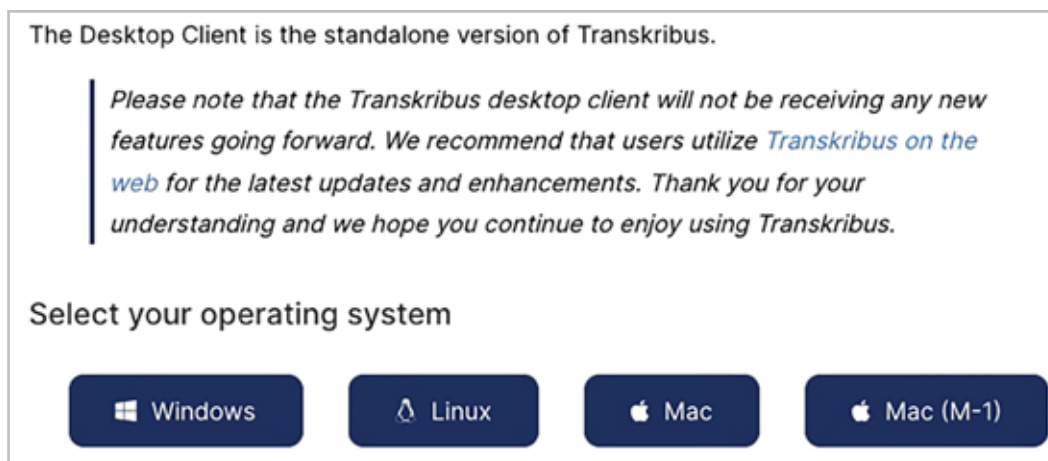 The Desktop Client is the standalone version of Transkribus.
Please note that the Transkribus desktop client will not be receiving any new
features going forward. We recommend that users utilize Transkribus on the
web for the latest updates and enhancements. Thank you for your
understanding and we hope you continue to enjoy using Transkribus.
Select your operating system
Windows Linux Mac Mac (M-1)